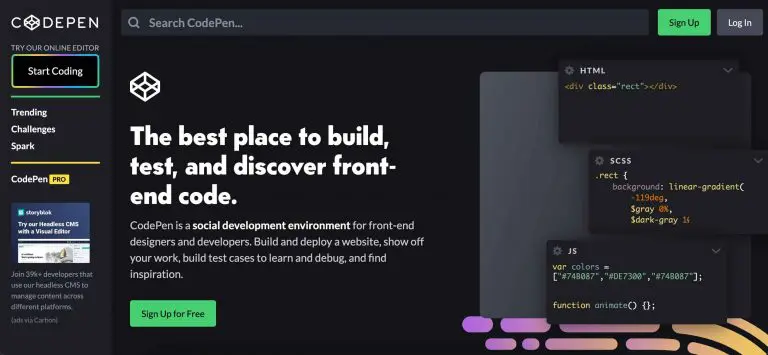 CODEPEN
TRY OUR ONLINE EDITOR
Start Coding
Trending
Challenges
Spark
CodePen PRO
storyblok
Try our Headless CMS
with a Visual Editor
Join 39k+ developers that
use our headless CMS to
manage content across
different platforms.
(ads via Carbon)
Search CodePen...
Sign Up
Log In
The best place to build,
test, and discover front-
end code.
CodePen is a social development environment for front-end
designers and developers. Build and deploy a website, show off
your work, build test cases to learn and debug, and find
inspiration.
Sign Up for Free
HTML
<div class="rect"></div>
SCSS
.rect {
background: linear-gradient(
-119deg,
$gray 0%,
$dark-gray 16
JS
var colors =
["#74B087","#DE7300","#74B087"];
function animate() {};